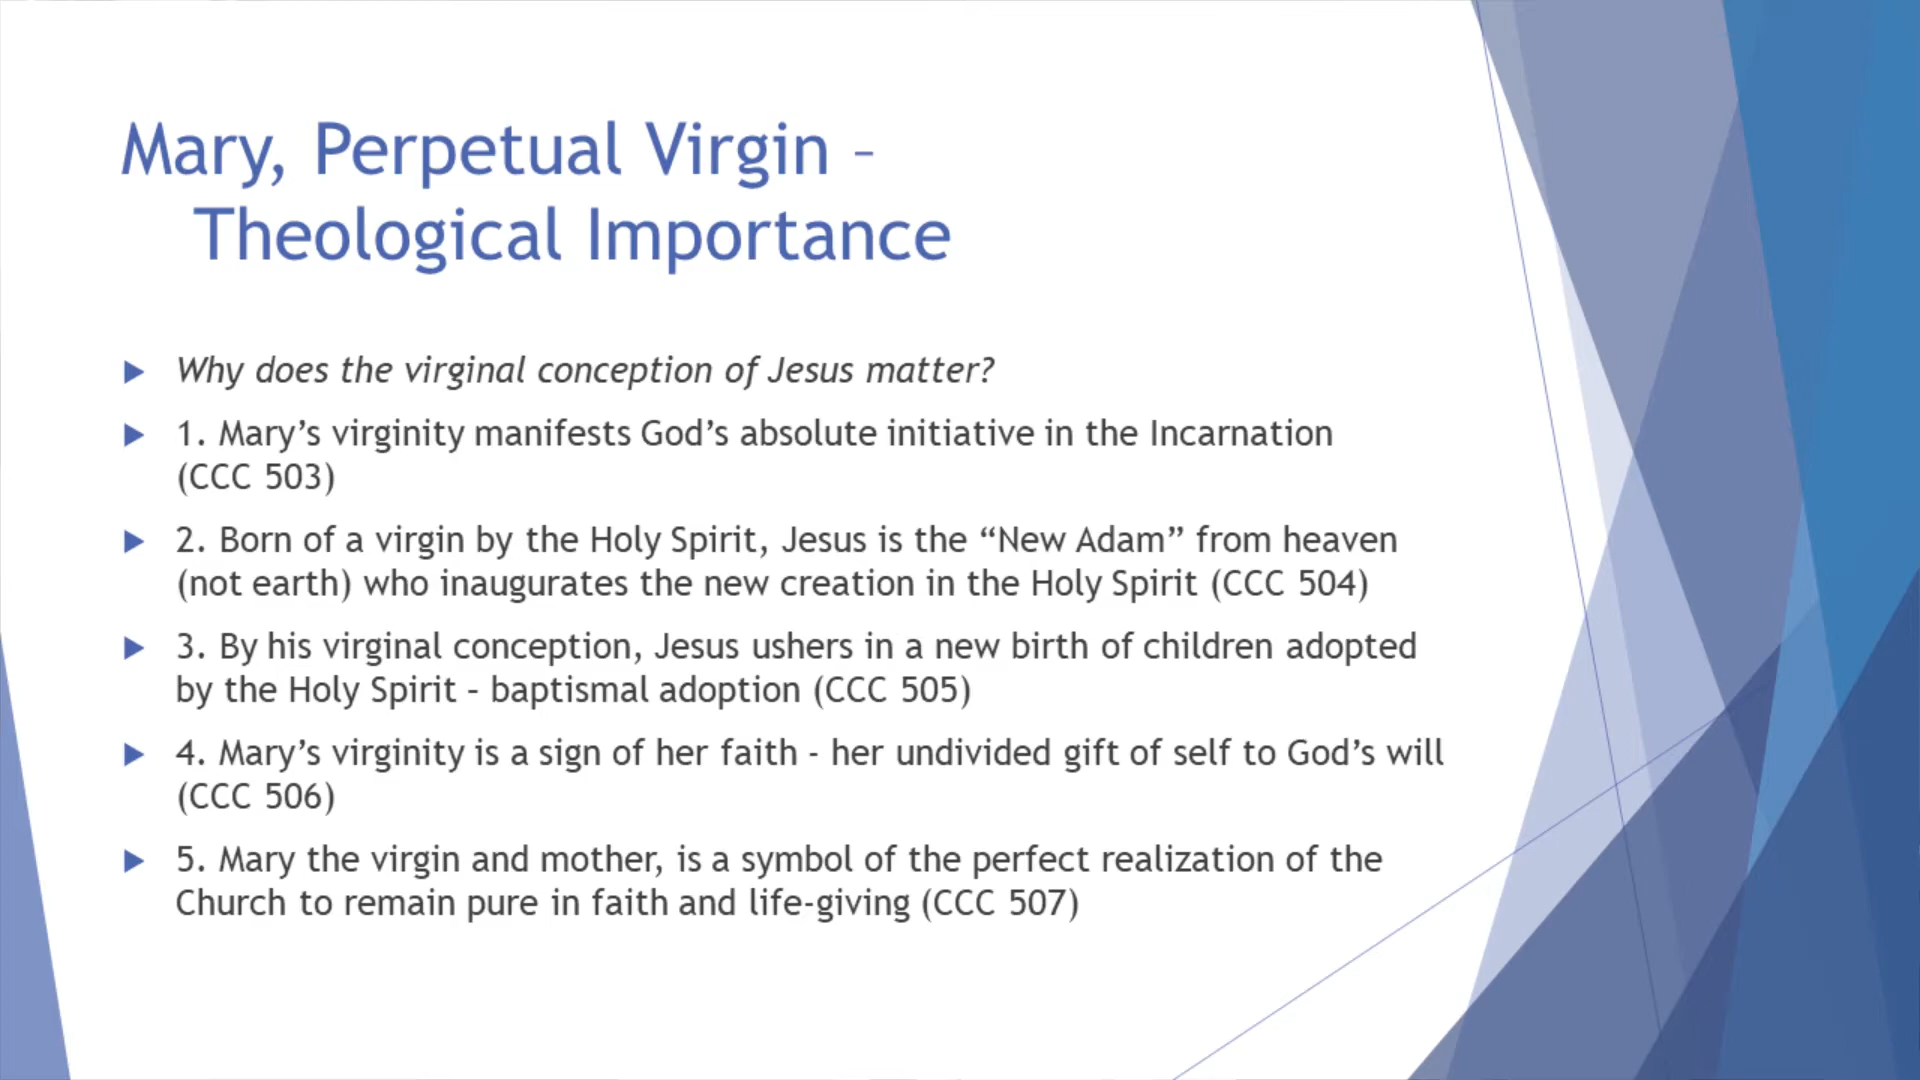 Mary, Perpetual Virgin –
Theological Importance
Why does the virginal conception of Jesus matter?
1. Mary’s virginity manifests God’s absolute initiative in the Incarnation
(CCC 503)
2. Born of a virgin by the Holy Spirit, Jesus is the “New Adam” from heaven
(not earth) who inaugurates the new creation in the Holy Spirit (CCC 504)
3. By his virginal conception, Jesus ushers in a new birth of children adopted
by the Holy Spirit – baptismal adoption (CCC 505)
4. Mary’s virginity is a sign of her faith - her undivided gift of self to God’s will
(CCC 506)
5. Mary the virgin and mother, is a symbol of the perfect realization of the
Church to remain pure in faith and life-giving (CCC 507)